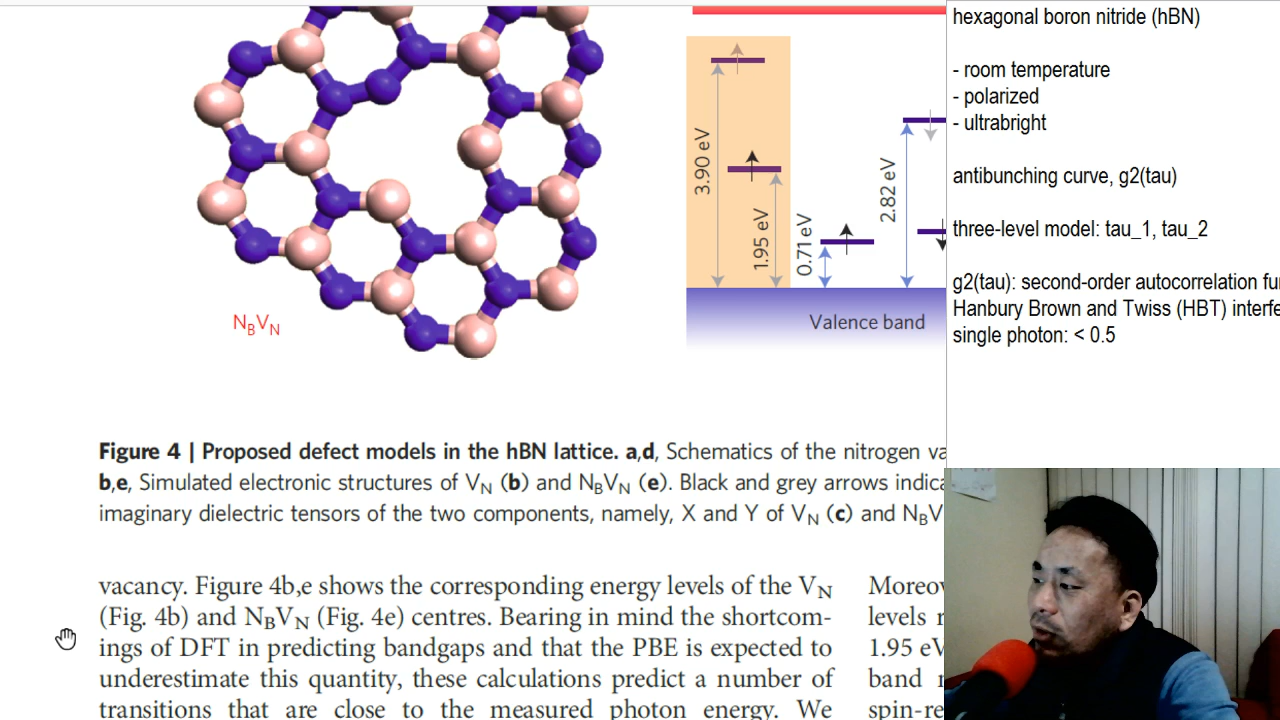 hexagonal boron nitride (hBN)
- room temperature
- polarized
- ultrabright
antibunching curve, g2(tau)
three-level model: tau_1, tau_2
g2(tau): second-order autocorrelation fu
Hanbury Brown and Twiss (HBT) interfe
single photon: < 0.5
N_BV_N
3.90 eV
1.95 eV
0.71 eV
2.82 eV
Valence band
Figure 4 | Proposed defect models in the hBN lattice. a,d, Schematics of the nitrogen va
b,e, Simulated electronic structures of V_N (b) and N_BV_N (e). Black and grey arrows indica
imaginary dielectric tensors of the two components, namely, X and Y of V_N (c) and N_BV
vacancy. Figure 4b,e shows the corresponding energy levels of the V_N
(Fig. 4b) and N_BV_N (Fig. 4e) centres. Bearing in mind the shortcom-
ings of DFT in predicting bandgaps and that the PBE is expected to
underestimate this quantity, these calculations predict a number of
transitions that are close to the measured photon energy. We
Moreov
levels r
1.95 eV
band
spin-re